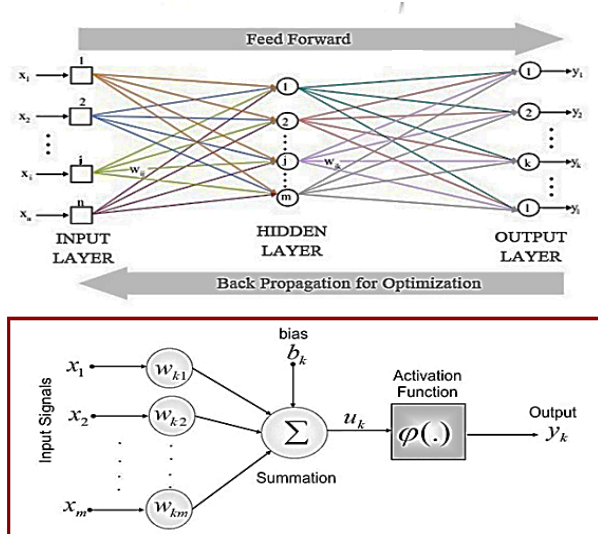 Feed Forward
1 1
x₁ 1 y₁
2
x₂ 2 2 y₂
i
xᵢ j k yₖ
wᵢⱼ wⱼₖ
n
xₙ m l yₗ
INPUT LAYER
HIDDEN LAYER
OUTPUT LAYER
Back Propagation for Optimization
bias
bₖ
Input Signals
x₁ wₖ₁
x₂ wₖ₂
xₘ wₖₘ
Σ
Summation
uₖ
Activation
Function
φ(.)
Output
yₖ